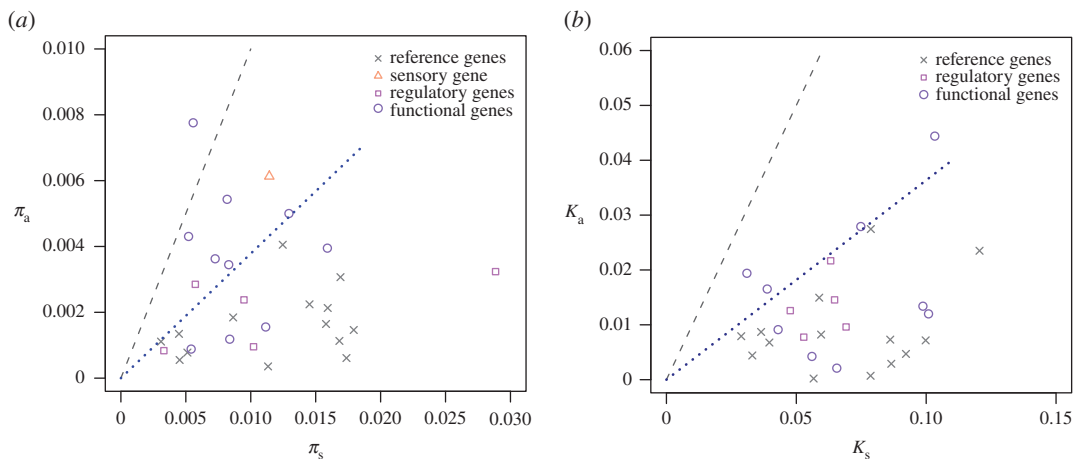 (a)
0.010
0.008
0.006
0.004
0.002
0
πa
0
0.005
0.010
0.015
0.020
0.025
0.030
πs
reference genes
sensory gene
regulatory genes
functional genes
(b)
0.06
0.05
0.04
0.03
0.02
0.01
0
Ka
0
0.05
0.10
0.15
Ks
reference genes
regulatory genes
functional genes